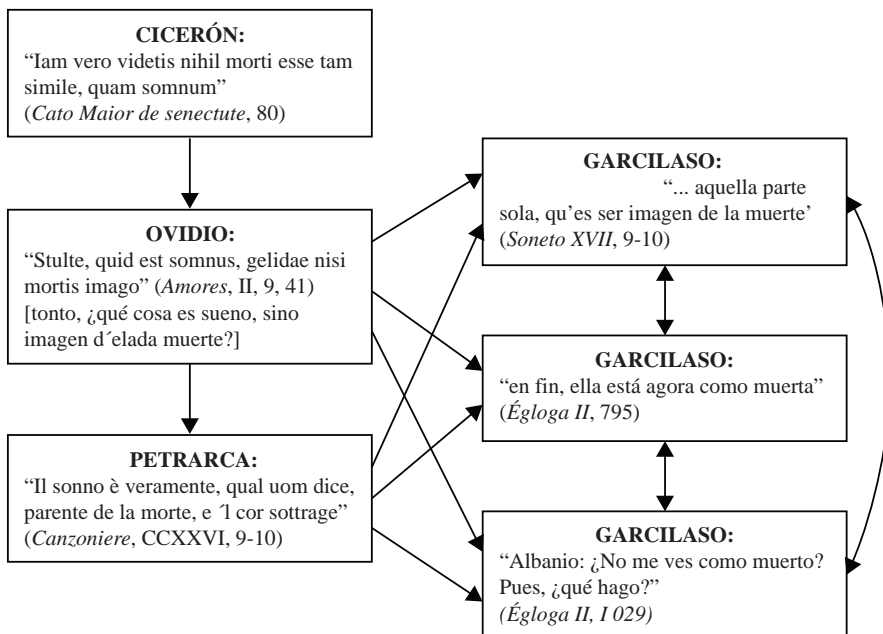 CICERÓN:
“Iam vero videtis nihil morti esse tam
simile, quam somnum”
(Cato Maior de senectute, 80)
OVIDIO:
“Stulte, quid est somnus, gelidae nisi
mortis imago” (Amores, II, 9, 41)
[tonto, ¿qué cosa es sueno, sino
imagen d´elada muerte?]
PETRARCA:
“Il sonno è veramente, qual uom dice,
parente de la morte, e ´l cor sottrage”
(Canzoniere, CCXXVI, 9-10)
GARCILASO:
“... aquella parte
sola, qu’es ser imagen de la muerte’
(Soneto XVII, 9-10)
GARCILASO:
“en fin, ella está agora como muerta”
(Égloga II, 795)
GARCILASO:
“Albanio: ¿No me ves como muerto?
Pues, ¿qué hago?”
(Égloga II, I 029)